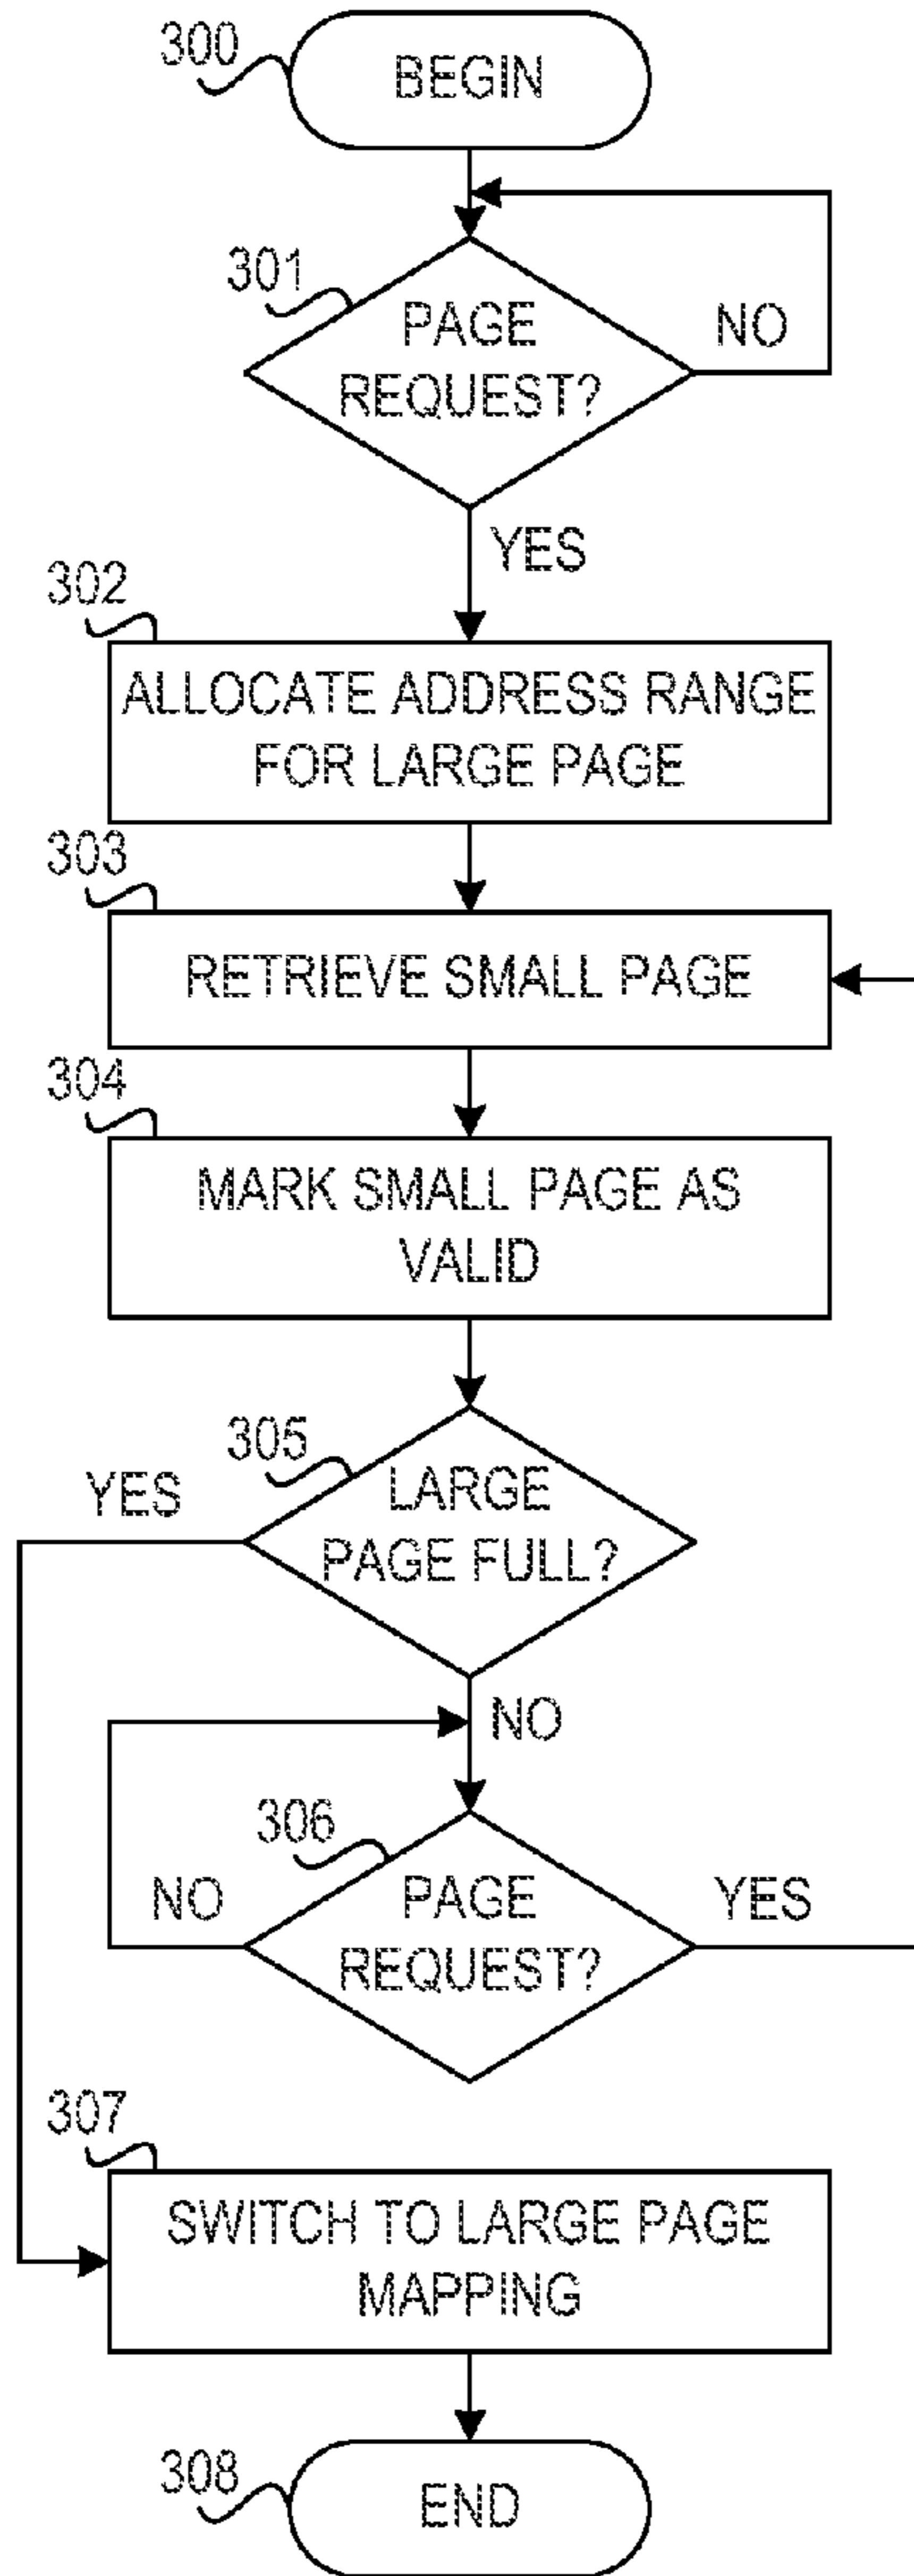 300
BEGIN
301
PAGE
REQUEST?
NO
YES
302
ALLOCATE ADDRESS RANGE
FOR LARGE PAGE
303
RETRIEVE SMALL PAGE
304
MARK SMALL PAGE AS
VALID
305
YES
LARGE
PAGE FULL?
NO
306
NO
PAGE
REQUEST?
YES
307
SWITCH TO LARGE PAGE
MAPPING
308
END